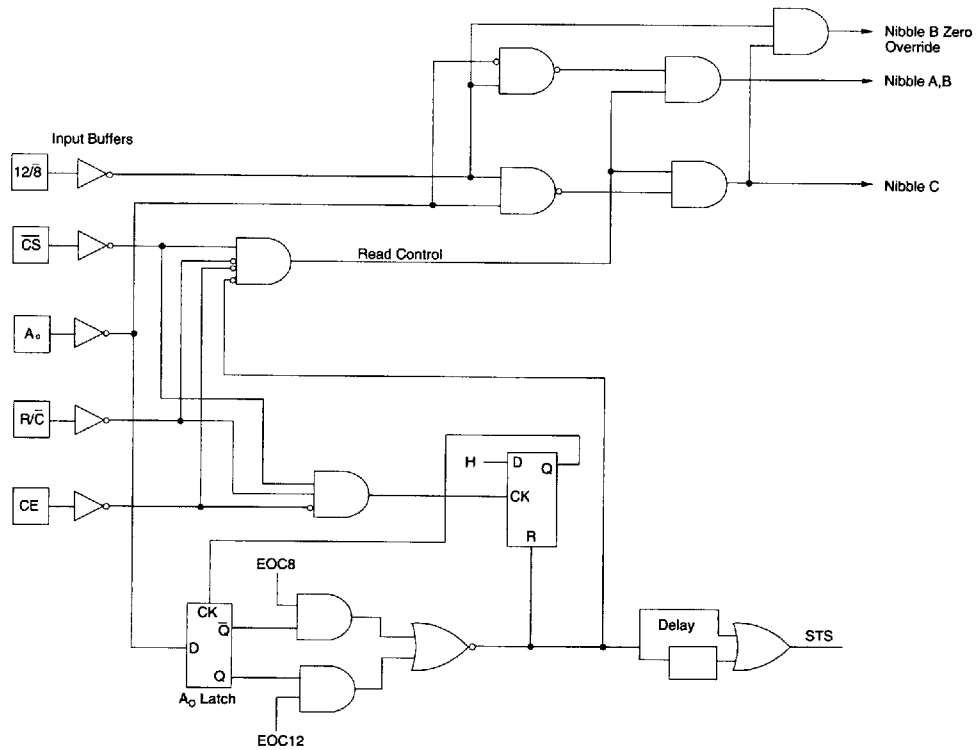 Nibble B Zero
Override
Nibble A,B
Input Buffers
12/8̅
Nibble C
C̅S̅
Read Control
A₀
R/C̅
H
D
Q
CK
CE
R
EOC8
CK
Q̅
D
Q
Delay
STS
A₀ Latch
EOC12